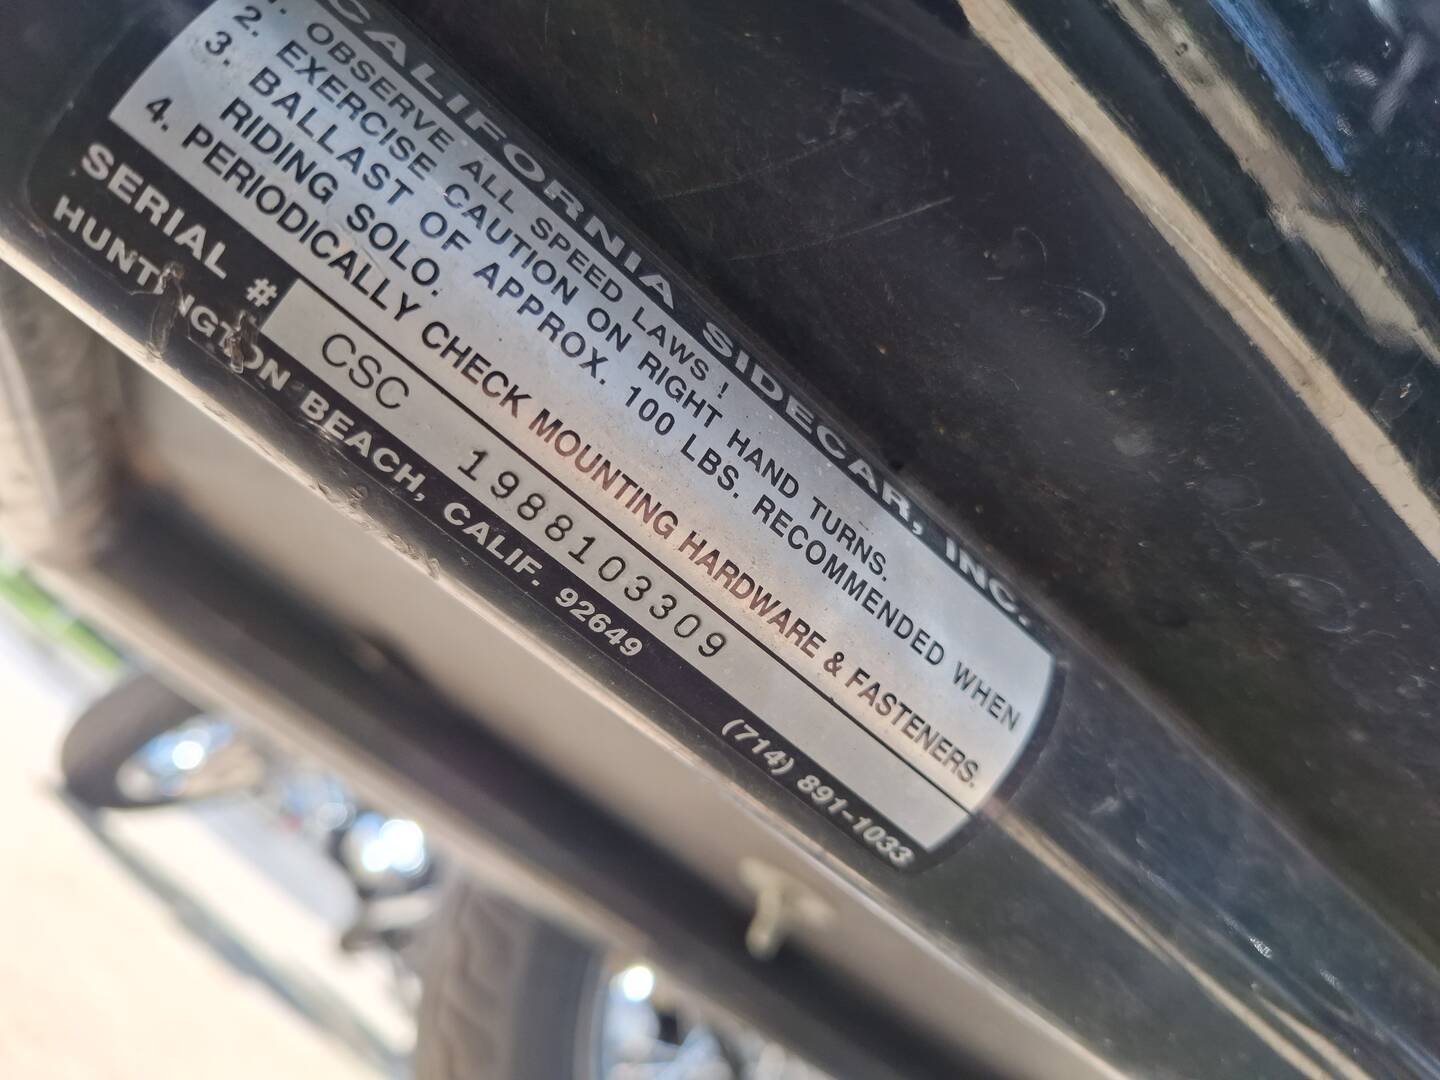 CALIFORNIA SIDECAR, INC.
1. OBSERVE ALL SPEED LAWS !
2. EXERCISE CAUTION ON RIGHT HAND TURNS.
3. BALLAST OF APPROX. 100 LBS. RECOMMENDED WHEN
RIDING SOLO.
4. PERIODICALLY CHECK MOUNTING HARDWARE & FASTENERS.
SERIAL # CSC 1988103309
HUNTINGTON BEACH, CALIF. 92649 (714) 891-1033